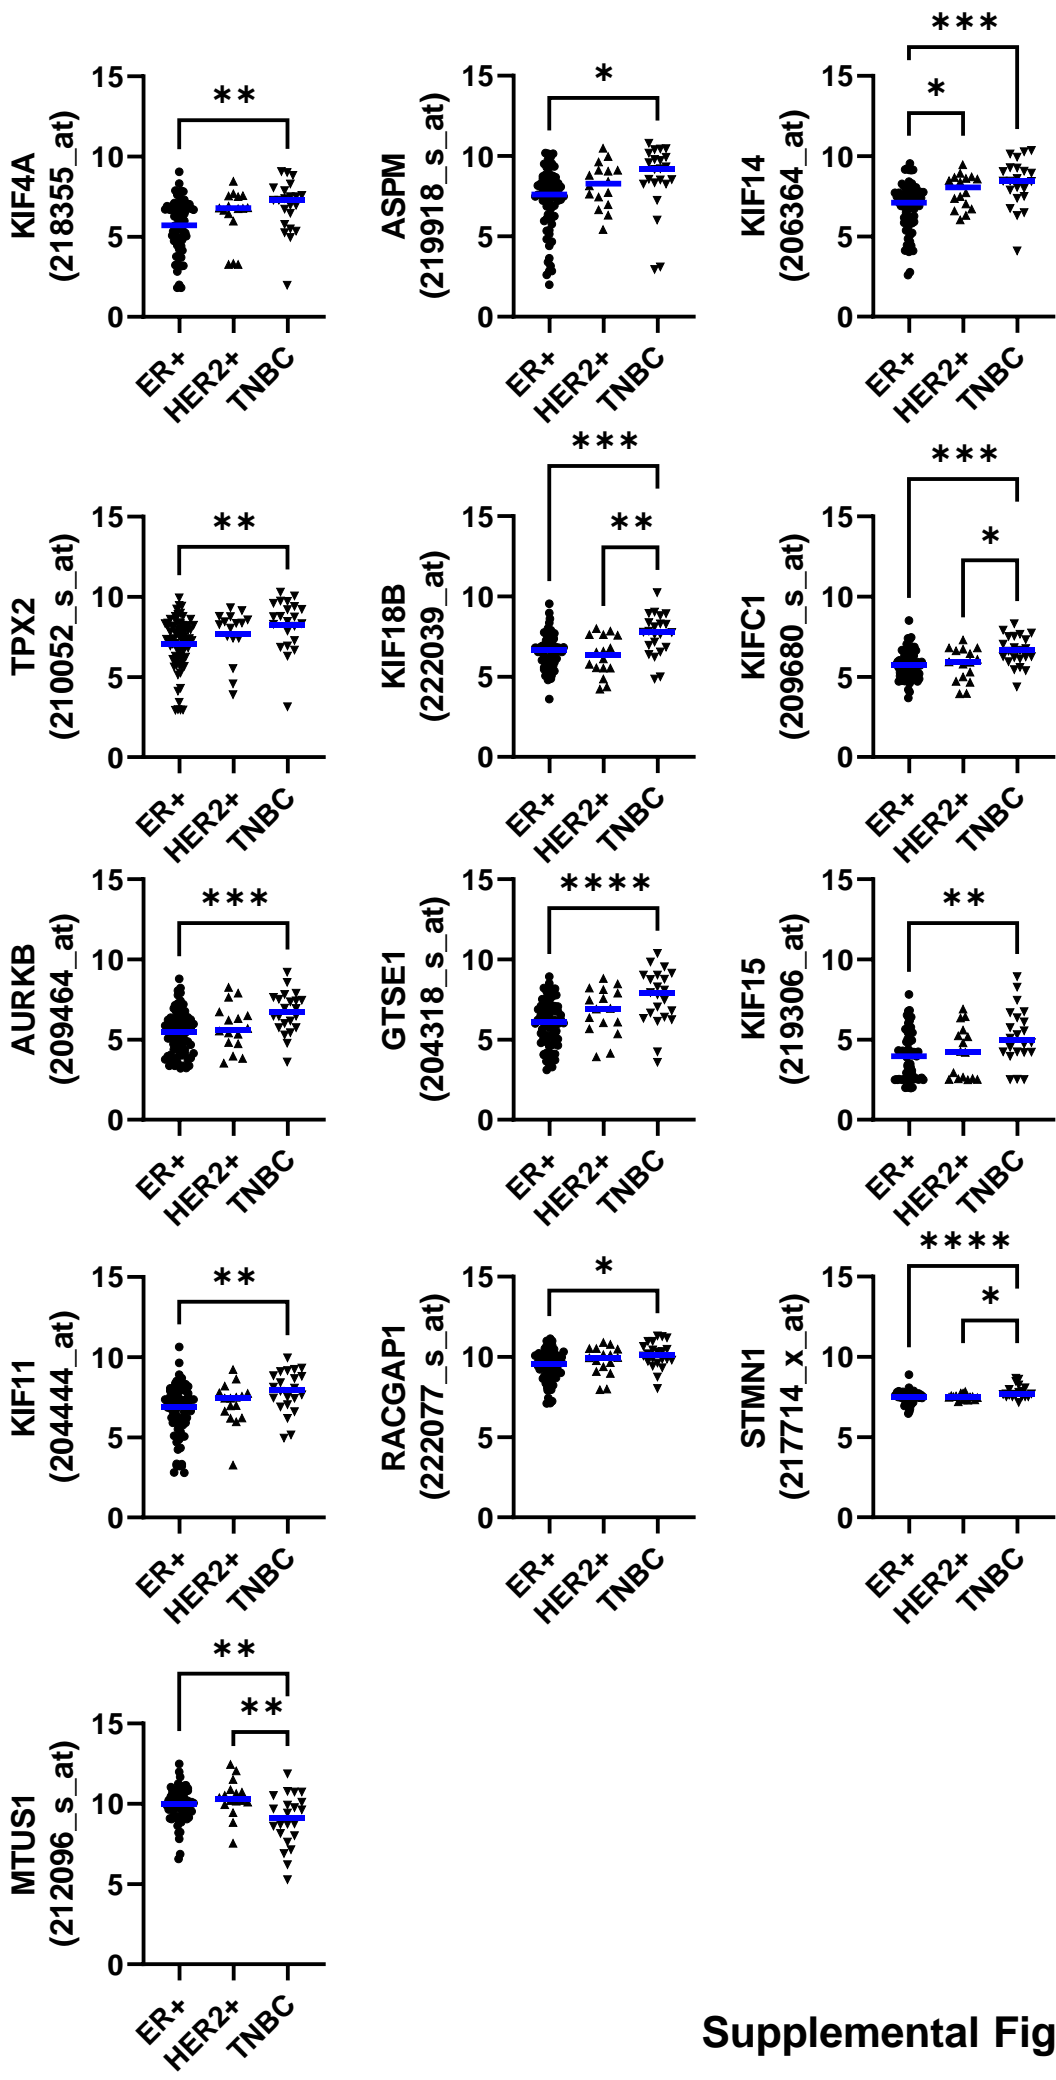 KIF4A
(218355_at)
15
10
5
0
**
ER+
HER2+
TNBC
ASPM
(219918_s_at)
15
10
5
0
*
ER+
HER2+
TNBC
KIF14
(206364_at)
15
10
5
0
***
*
ER+
HER2+
TNBC
TPX2
(210052_s_at)
15
10
5
0
**
ER+
HER2+
TNBC
KIF18B
(222039_at)
15
10
5
0
***
**
ER+
HER2+
TNBC
KIFC1
(209680_s_at)
15
10
5
0
***
*
ER+
HER2+
TNBC
AURKB
(209464_at)
15
10
5
0
***
ER+
HER2+
TNBC
GTSE1
(204318_s_at)
15
10
5
0
****
ER+
HER2+
TNBC
KIF15
(219306_at)
15
10
5
0
**
ER+
HER2+
TNBC
KIF11
(204444_at)
15
10
5
0
**
ER+
HER2+
TNBC
RACGAP1
(222077_s_at)
15
10
5
0
*
ER+
HER2+
TNBC
STMN1
(217714_x_at)
15
10
5
0
****
*
ER+
HER2+
TNBC
MTUS1
(212096_s_at)
15
10
5
0
**
**
ER+
HER2+
TNBC
Supplemental Fig